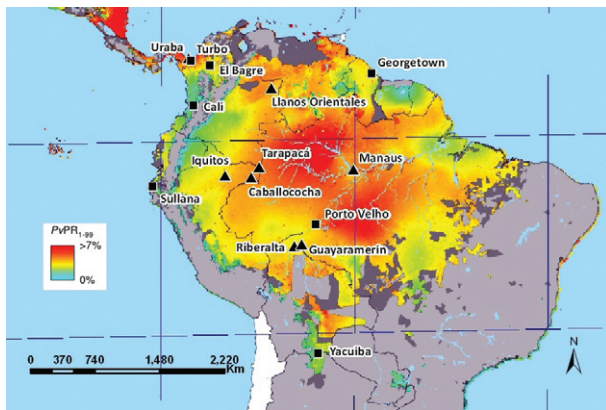 Uraba Turbo
El Bagre
Georgetown
Llanos Orientales
Cali
Iquitos
Tarapacá
Manaus
Caballococha
Sullana
Porto Velho
PvPR1-99
>7%
0%
Riberalta
Guayaramerín
Yacuiba
0 370 740 1,480 2,220
Km
N